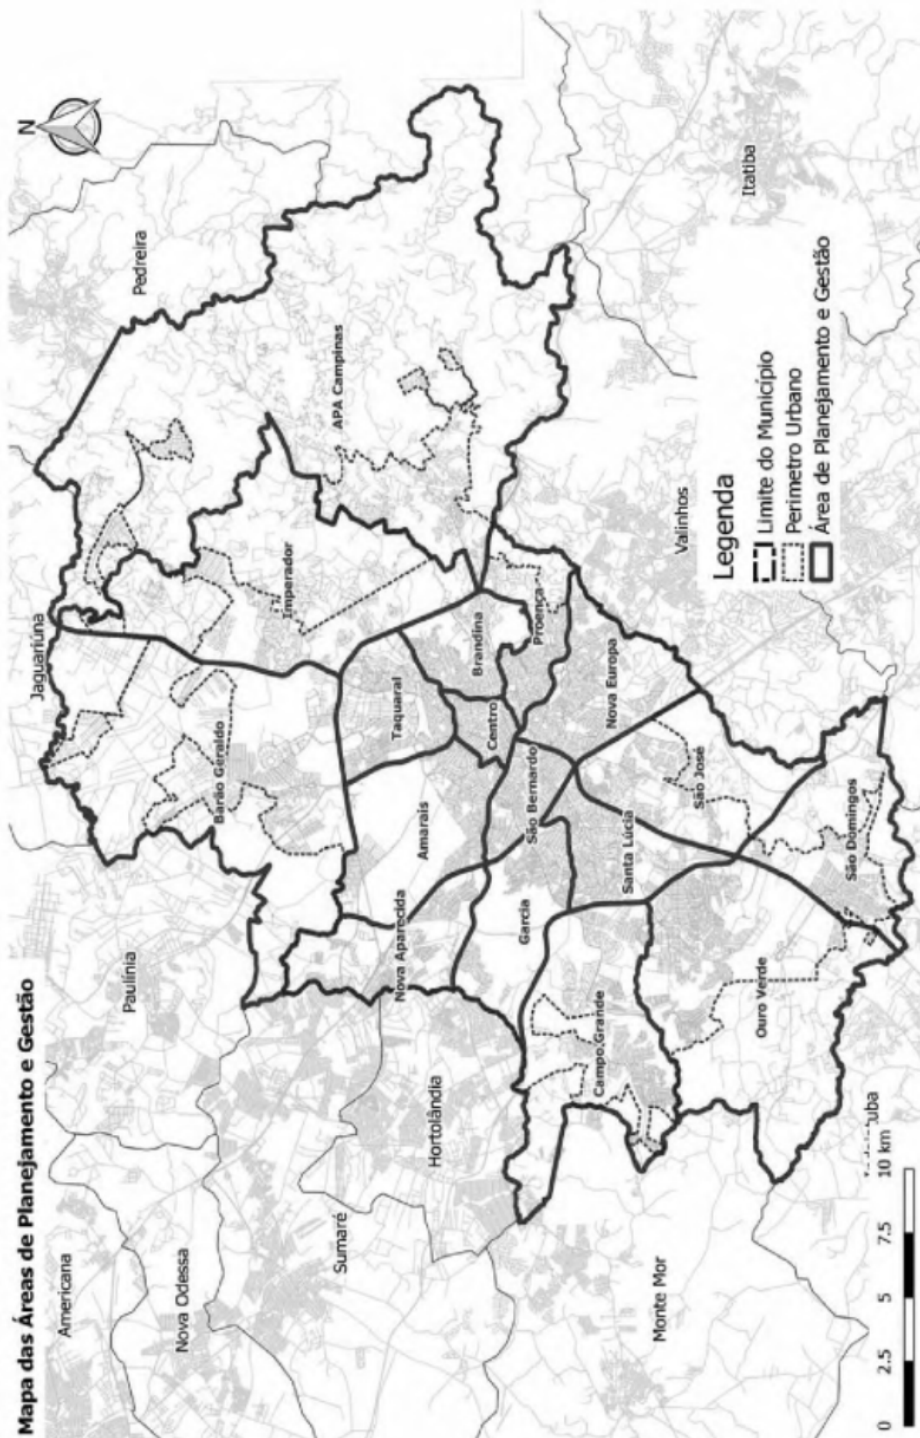 Mapa das Áreas de Planejamento e Gestão
N
Americana
Nova Odessa
Paulínia
Jaguariúna
Pedreira
Sumaré
Hortolândia
Monte Mor
Valinhos
Itatiba
Barão Geraldo
Imperador
APA Campinas
Nova Aparecida
Amarais
Taquaral
Brandina
Centro
Proença
Garcia
São Bernardo
Nova Europa
Campo Grande
Santa Lúcia
São José
Ouro Verde
São Domingos
Legenda
Limite do Município
Perímetro Urbano
Área de Planejamento e Gestão
0 2.5 5 7.5 10 km